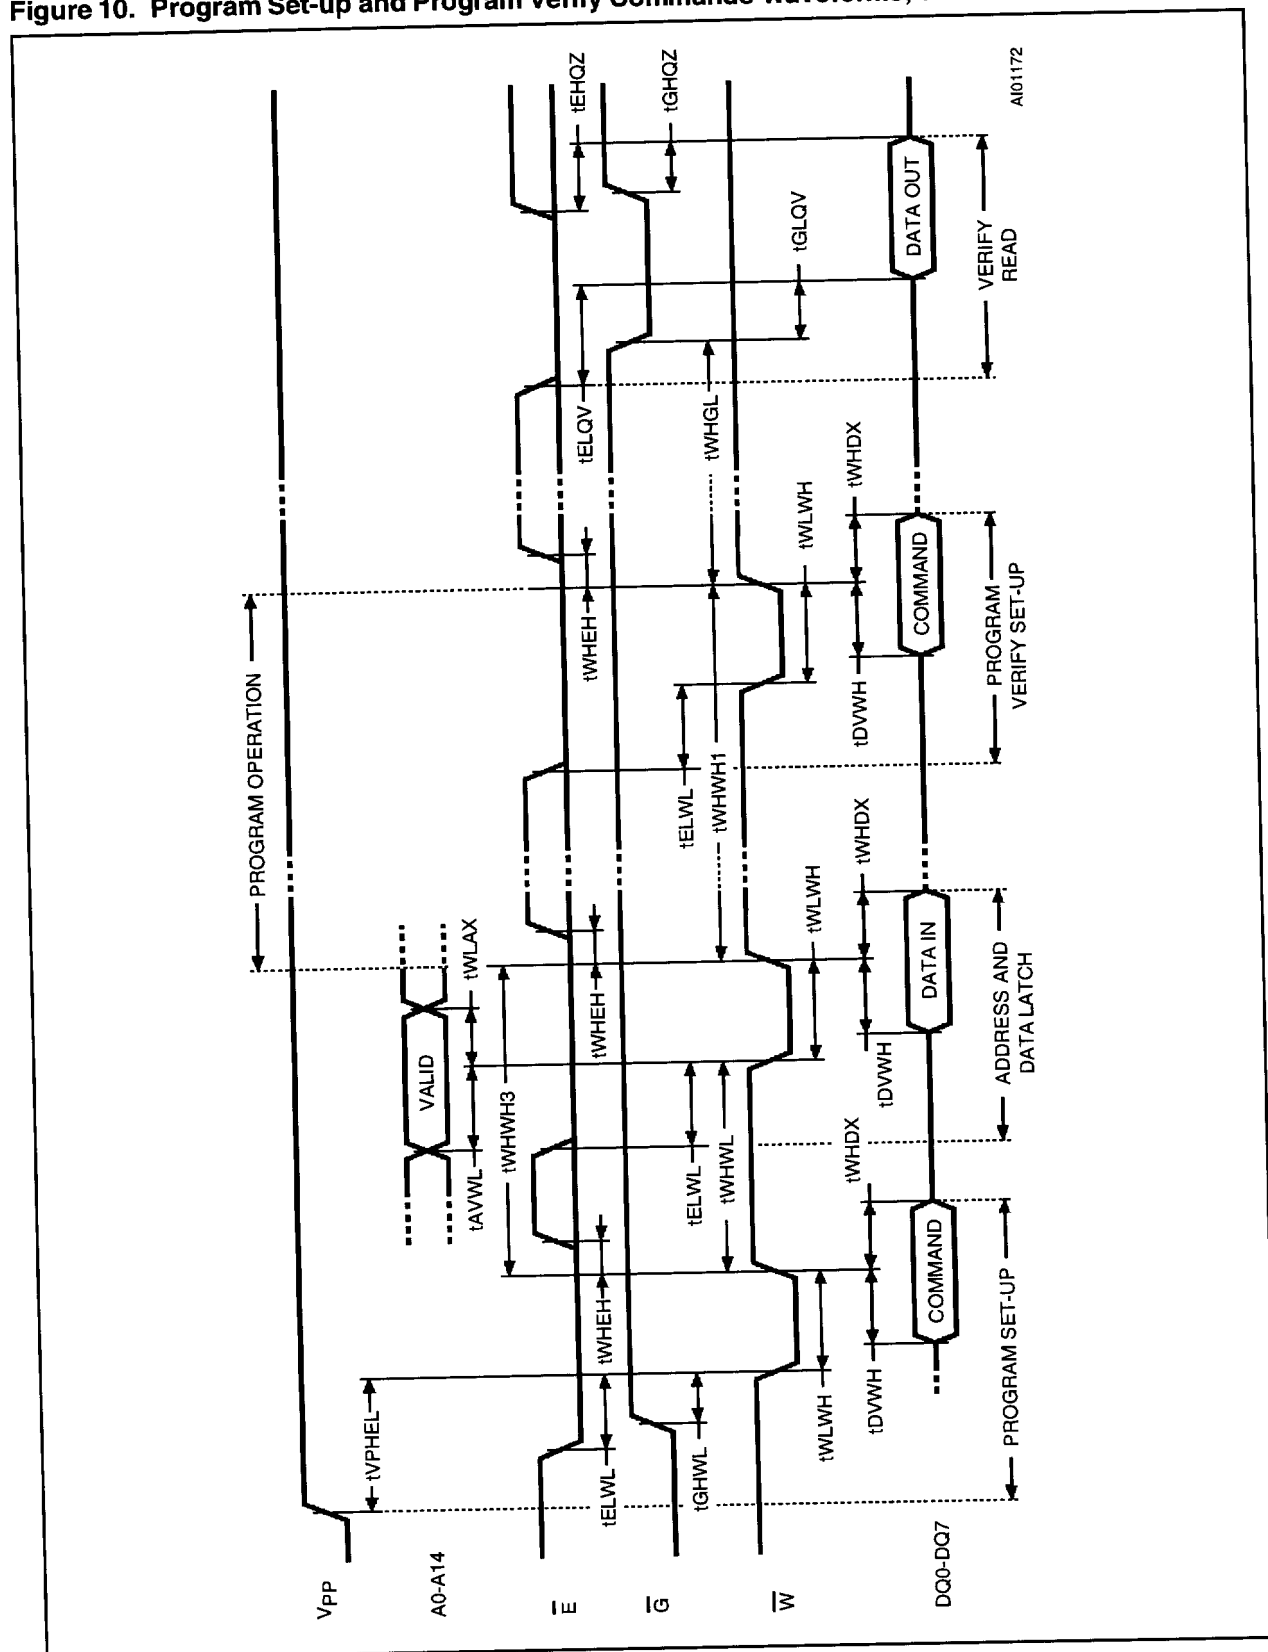 Figure 10. Program Set-up and Program Verify Commands Waveforms,
VPP
A0-A14
E
G
W
DQ0-DQ7
PROGRAM OPERATION
VALID
tAVWL
tWLAX
tVPHEL
tWHWH3
tELWL
tWHEH
tWHEH
tWHEH
tELQV
tEHQZ
tGHWL
tELWL
tELWL
tWHWL
tWHWH1
tWHGL
tGHQZ
tWLWH
tWLWH
tWLWH
tGLQV
tDVWH
tWHDX
tDVWH
tWHDX
tDVWH
tWHDX
COMMAND
DATA IN
COMMAND
DATA OUT
PROGRAM SET-UP
ADDRESS AND
DATA LATCH
PROGRAM
VERIFY SET-UP
VERIFY
READ
AI01172